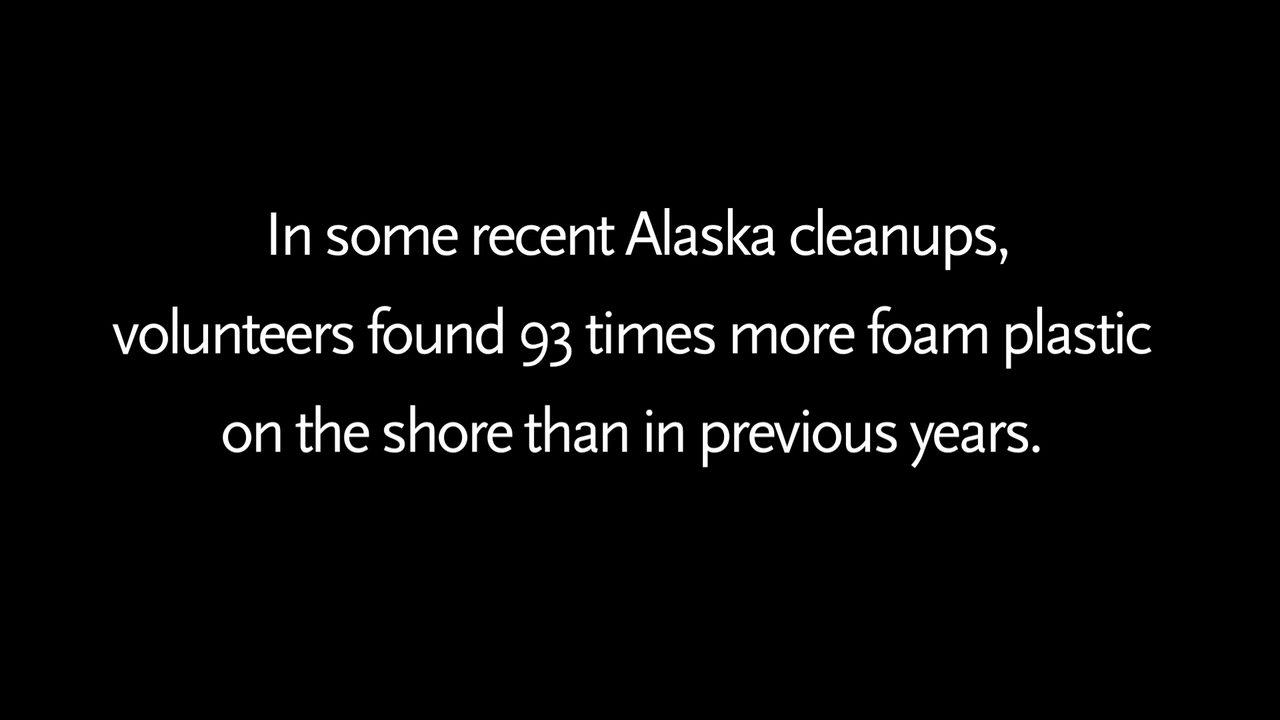 In some recent Alaska cleanups,
volunteers found 93 times more foam plastic
on the shore than in previous years.